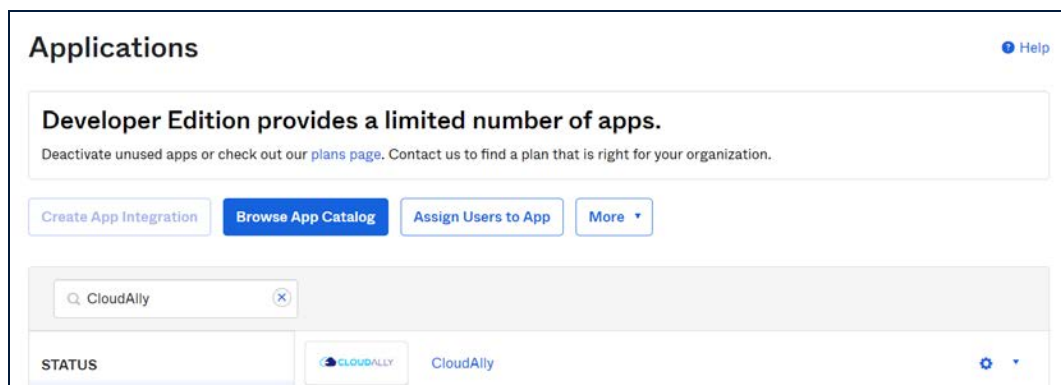 Applications
Help
Developer Edition provides a limited number of apps.
Deactivate unused apps or check out our plans page. Contact us to find a plan that is right for your organization.
Create App Integration Browse App Catalog Assign Users to App More
CloudAlly
STATUS CLOUDALLY CloudAlly